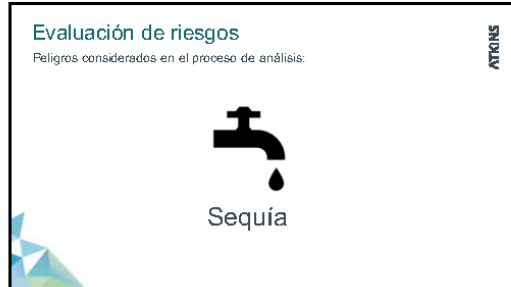 Evaluación de riesgos
Peligros considerados en el proceso de análisis:
ATKINS
Sequía